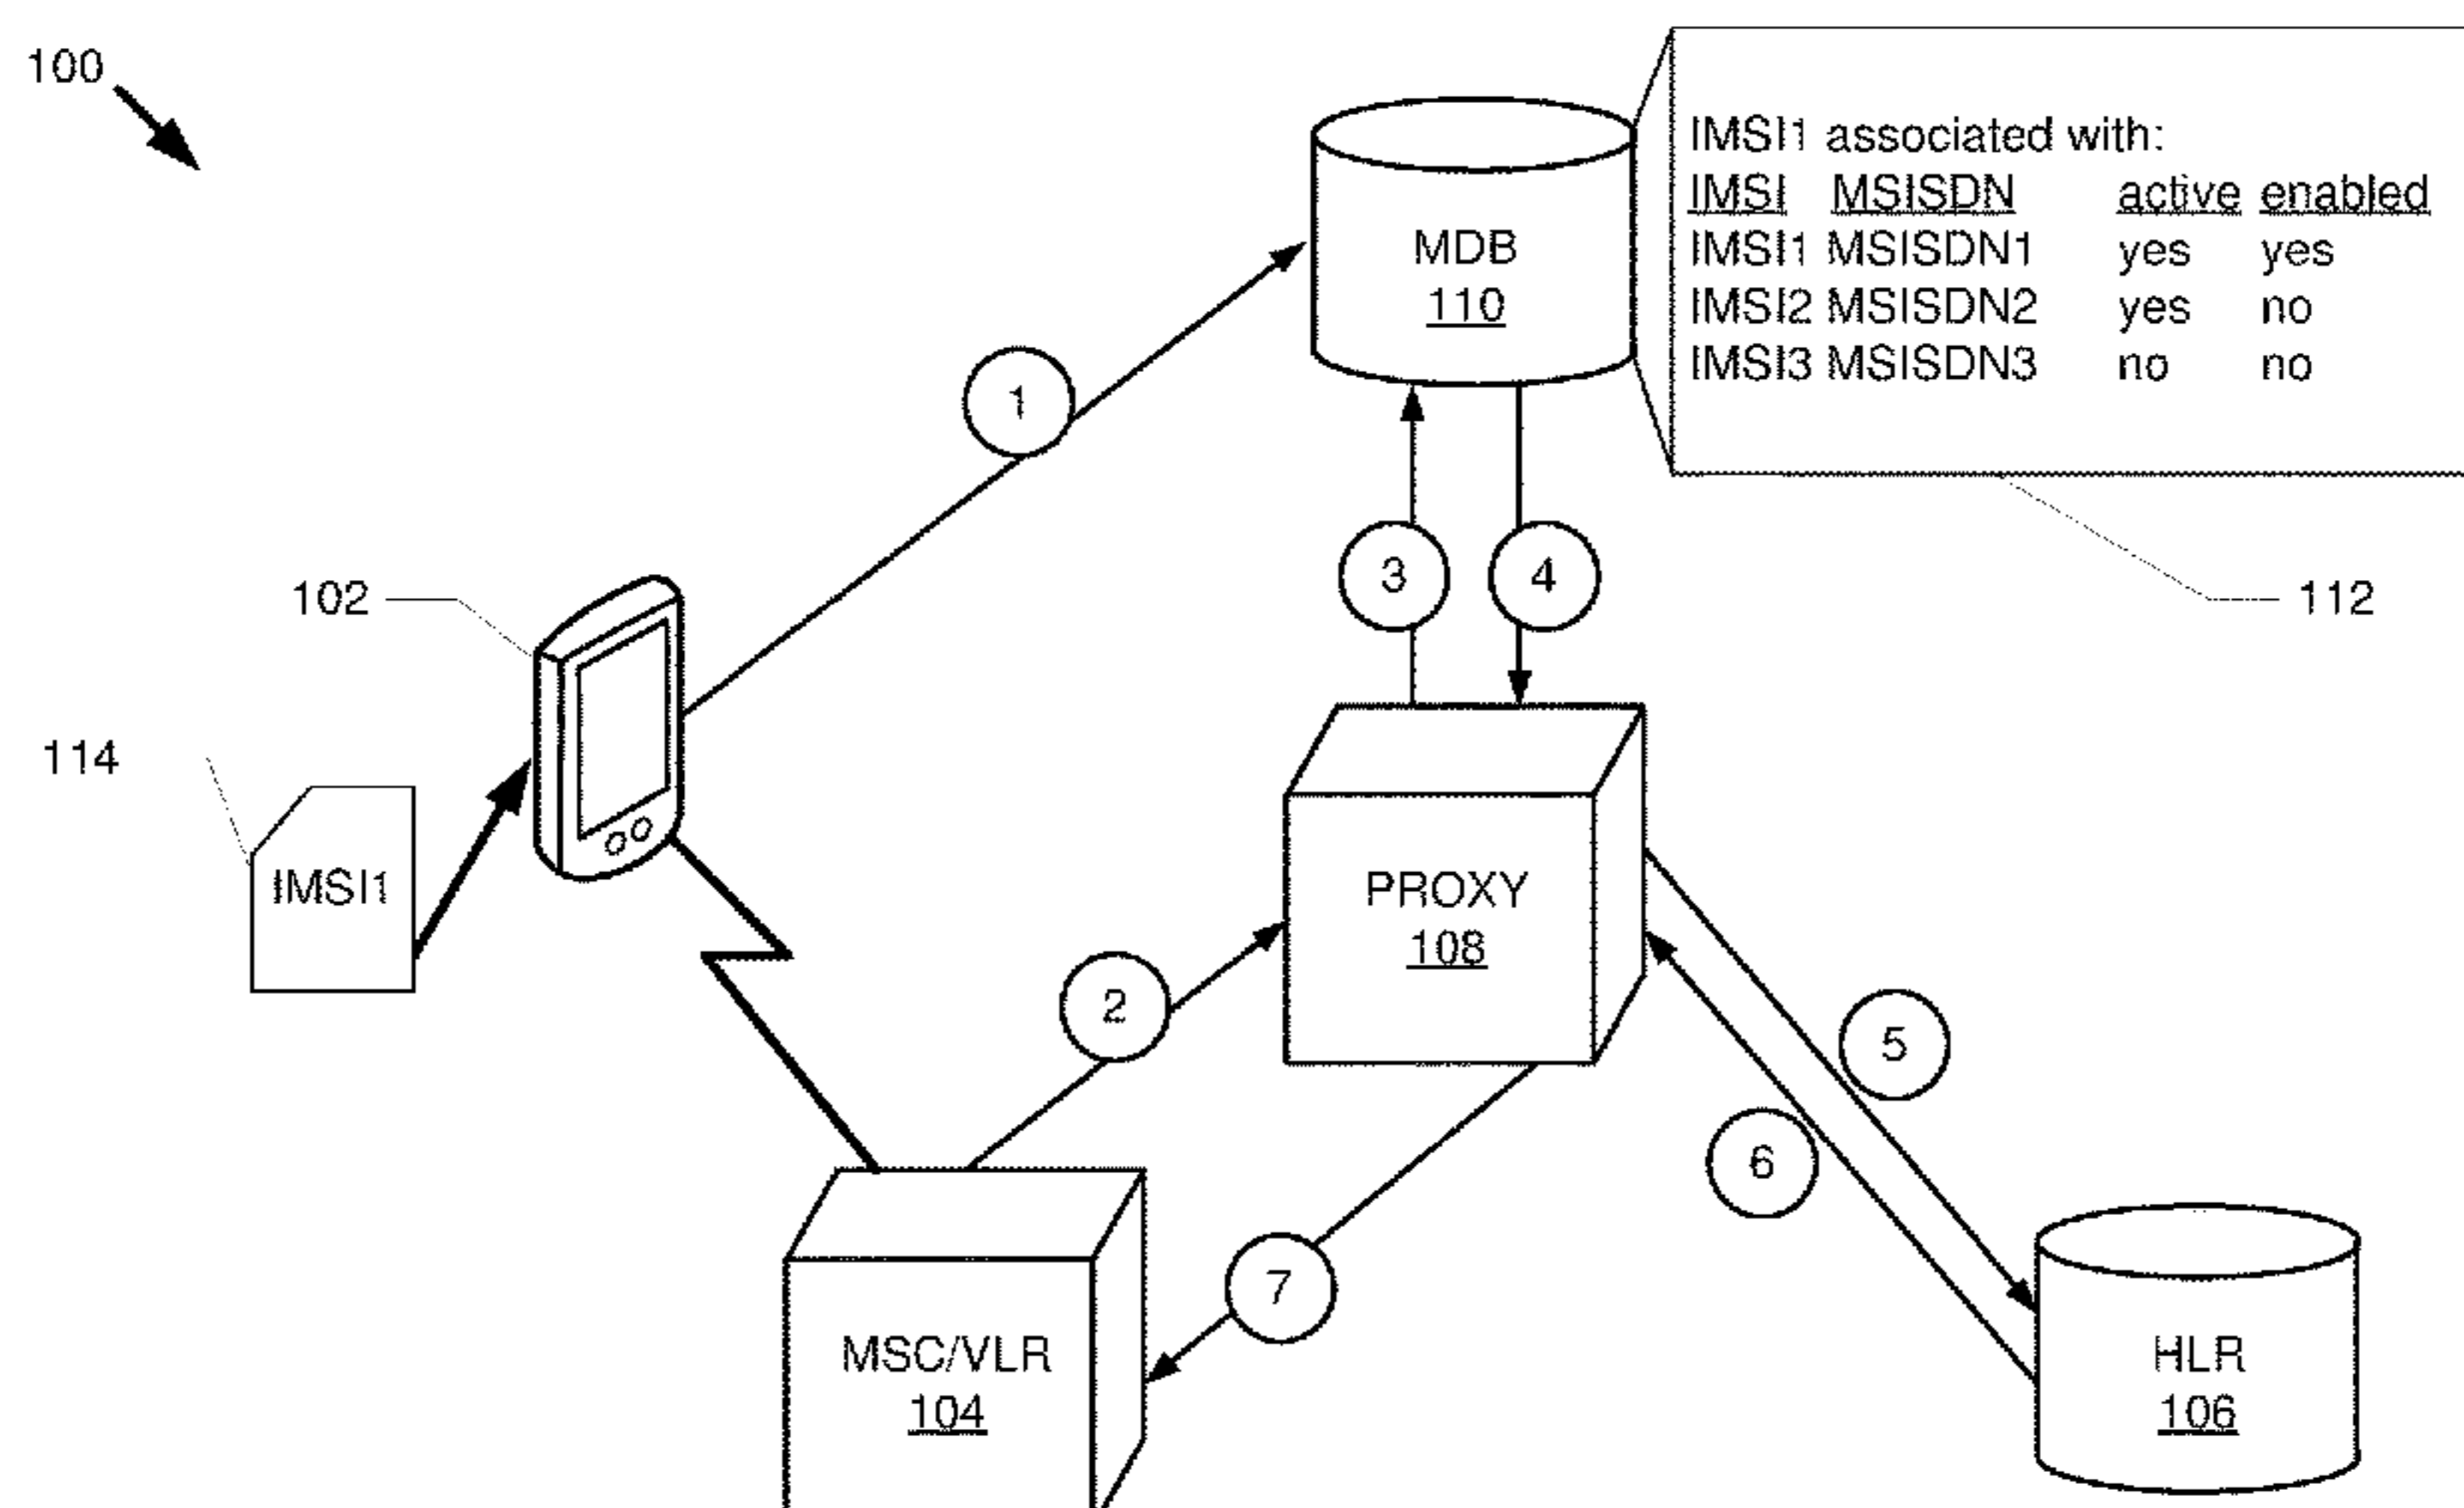 100
IMSI1 associated with:
IMSI MSISDN active enabled
IMSI1 MSISDN1 yes yes
IMSI2 MSISDN2 yes no
IMSI3 MSISDN3 no no
MDB
110
1
3
4
102
112
114
IMSI1
PROXY
108
2
5
6
7
MSC/VLR
104
HLR
106